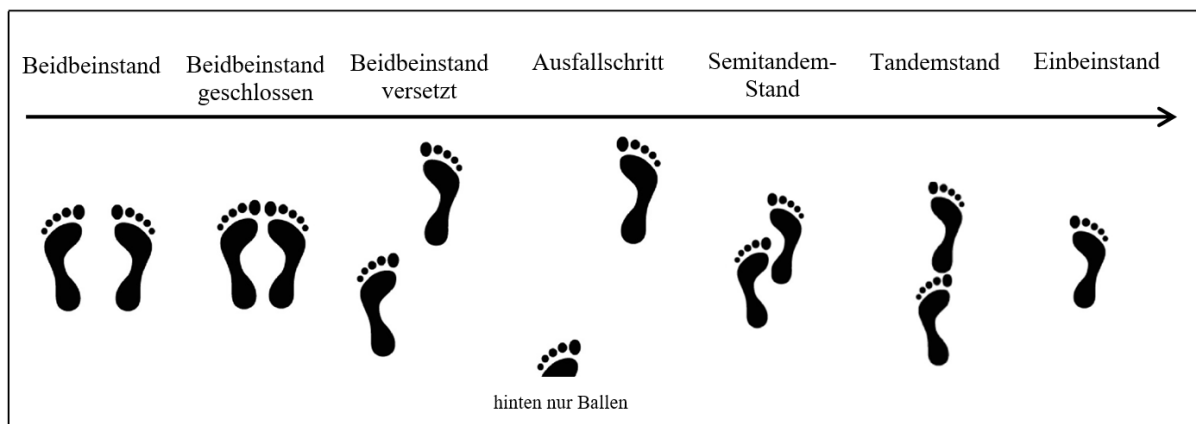 Beidbeinstand
Beidbeinstand
geschlossen
Beidbeinstand
versetzt
Ausfallschritt
Semitandem-
Stand
Tandemstand
Einbeinstand
hinten nur Ballen